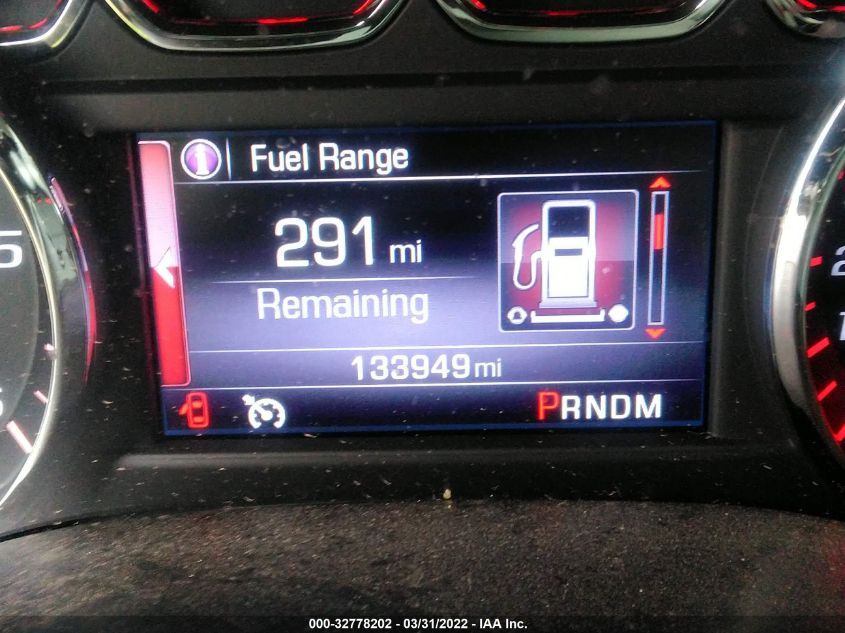 Fuel Range
291 mi
Remaining
133949 mi
PRNDM
000-32778202 - 03/31/2022 - IAA Inc.